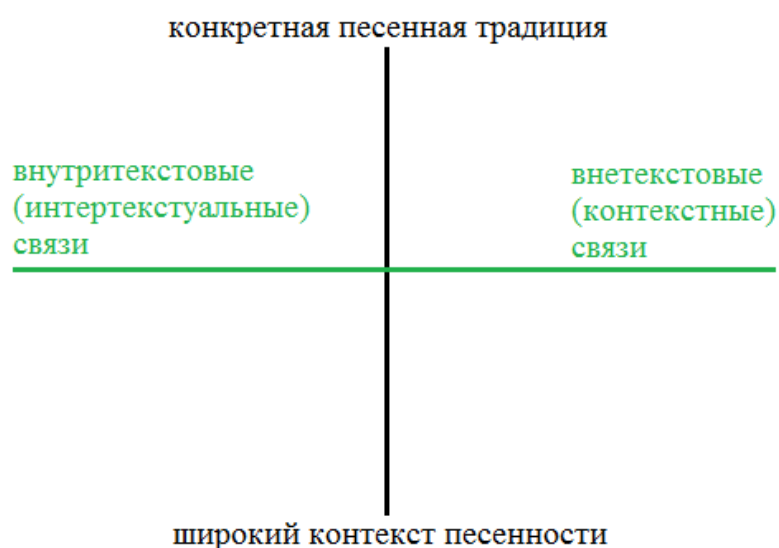 конкретная песенная традиция
внутритекстовые
(интертекстуальные)
связи
внетекстовые
(контекстные)
связи
широкий контекст песенности